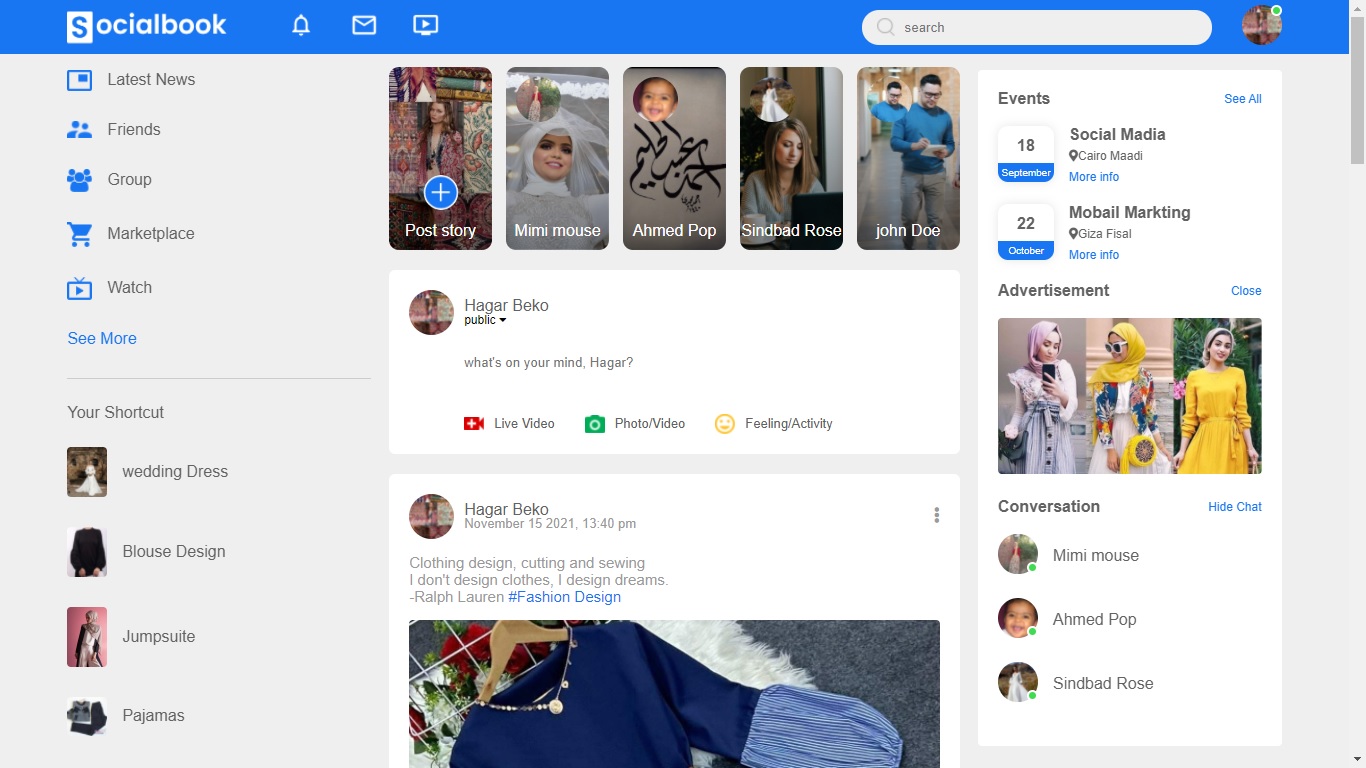 Socialbook
search
Latest News
Friends
Group
Marketplace
Watch
See More
Your Shortcut
wedding Dress
Blouse Design
Jumpsuite
Pajamas
Post story
Mimi mouse
Ahmed Pop
Sindbad Rose
john Doe
Hagar Beko
public
what's on your mind, Hagar?
Live Video
Photo/Video
Feeling/Activity
Hagar Beko
November 15 2021, 13:40 pm
Clothing design, cutting and sewing
I don't design clothes, I design dreams.
-Ralph Lauren #Fashion Design
Events
See All
18
September
Social Madia
Cairo Maadi
More info
22
October
Mobail Markting
Giza Fisal
More info
Advertisement
Close
Conversation
Hide Chat
Mimi mouse
Ahmed Pop
Sindbad Rose